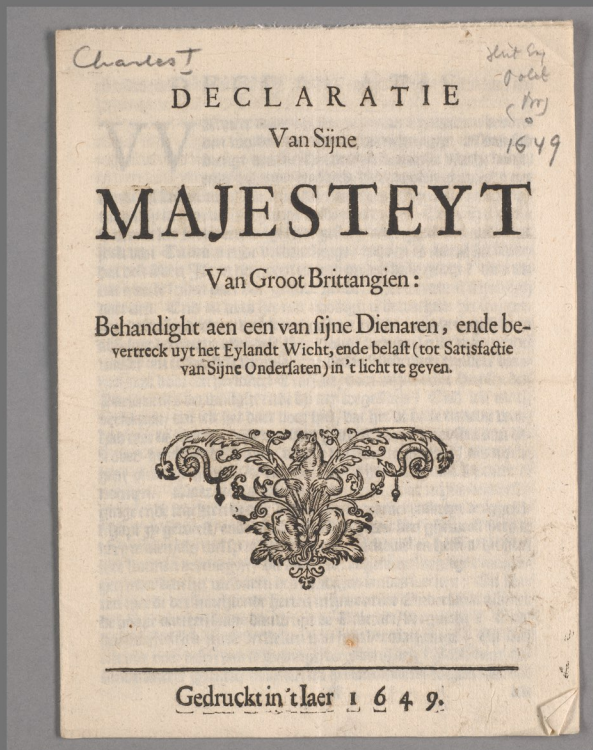 Charles I
1649
DECLARATIE
Van Sijne
MAJESTEYT
Van Groot Brittangien:
Behandight aen een van ſijne Dienaren, ende be-
vertreck uyt het Eylandt Wicht, ende belaſt (tot Satisfactie
van Sijne Onderſaten) in 't licht te geven.
Gedruckt in 't Iaer 1649.